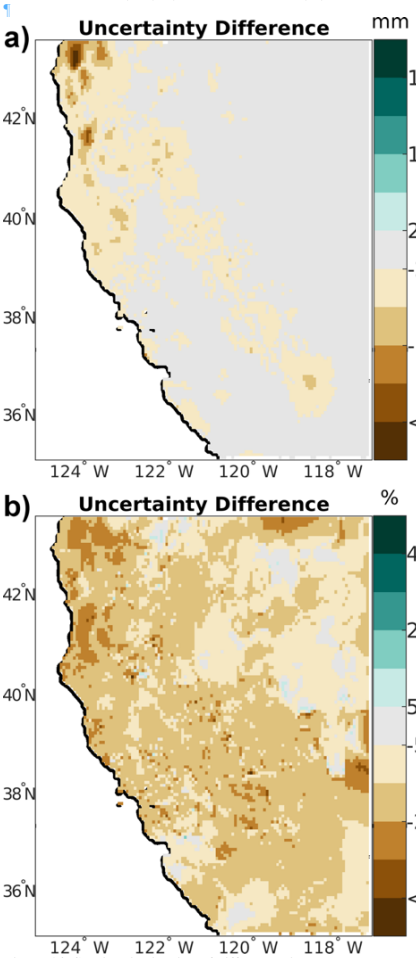 ¶
a) Uncertainty Difference mm
42°N
40°N
38°N
36°N
124° W 122° W 120° W 118° W
b) Uncertainty Difference %
42°N
40°N
38°N
36°N
124° W 122° W 120° W 118° W